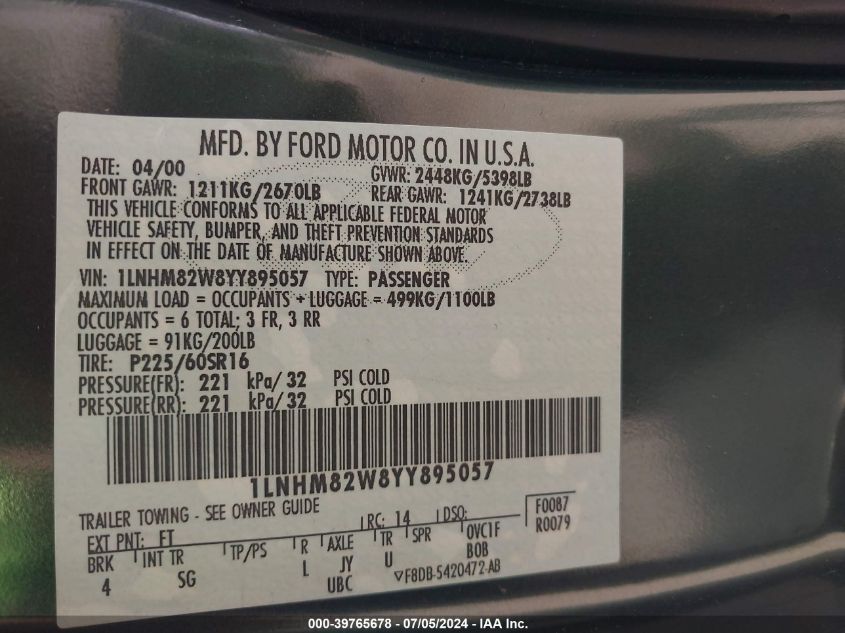 MFD. BY FORD MOTOR CO. IN U.S.A.
DATE: 04/00 GVWR: 2448KG/5398LB
FRONT GAWR: 1211KG/2670LB REAR GAWR: 1241KG/2738LB
THIS VEHICLE CONFORMS TO ALL APPLICABLE FEDERAL MOTOR
VEHICLE SAFETY, BUMPER, AND THEFT PREVENTION STANDARDS
IN EFFECT ON THE DATE OF MANUFACTURE SHOWN ABOVE.
VIN: 1LNHM82W8YY895057 TYPE: PASSENGER
MAXIMUM LOAD = OCCUPANTS + LUGGAGE = 499KG/1100LB
OCCUPANTS = 6 TOTAL; 3 FR, 3 RR
LUGGAGE = 91KG/200LB
TIRE: P225/60SR16
PRESSURE(FR): 221 kPa/ 32 PSI COLD
PRESSURE(RR): 221 kPa/ 32 PSI COLD
1LNHM82W8YY895057
TRAILER TOWING - SEE OWNER GUIDE
EXT PNT: FT RC: 14 DSO: F0087
R0079
BRK INT TR TP/PS R AXLE TR SPR OVC1F
4 SG L JY U BOB
UBC ▽F8DB-5420472-AB
000-39765678 / 07/05/2024 - IAA Inc.